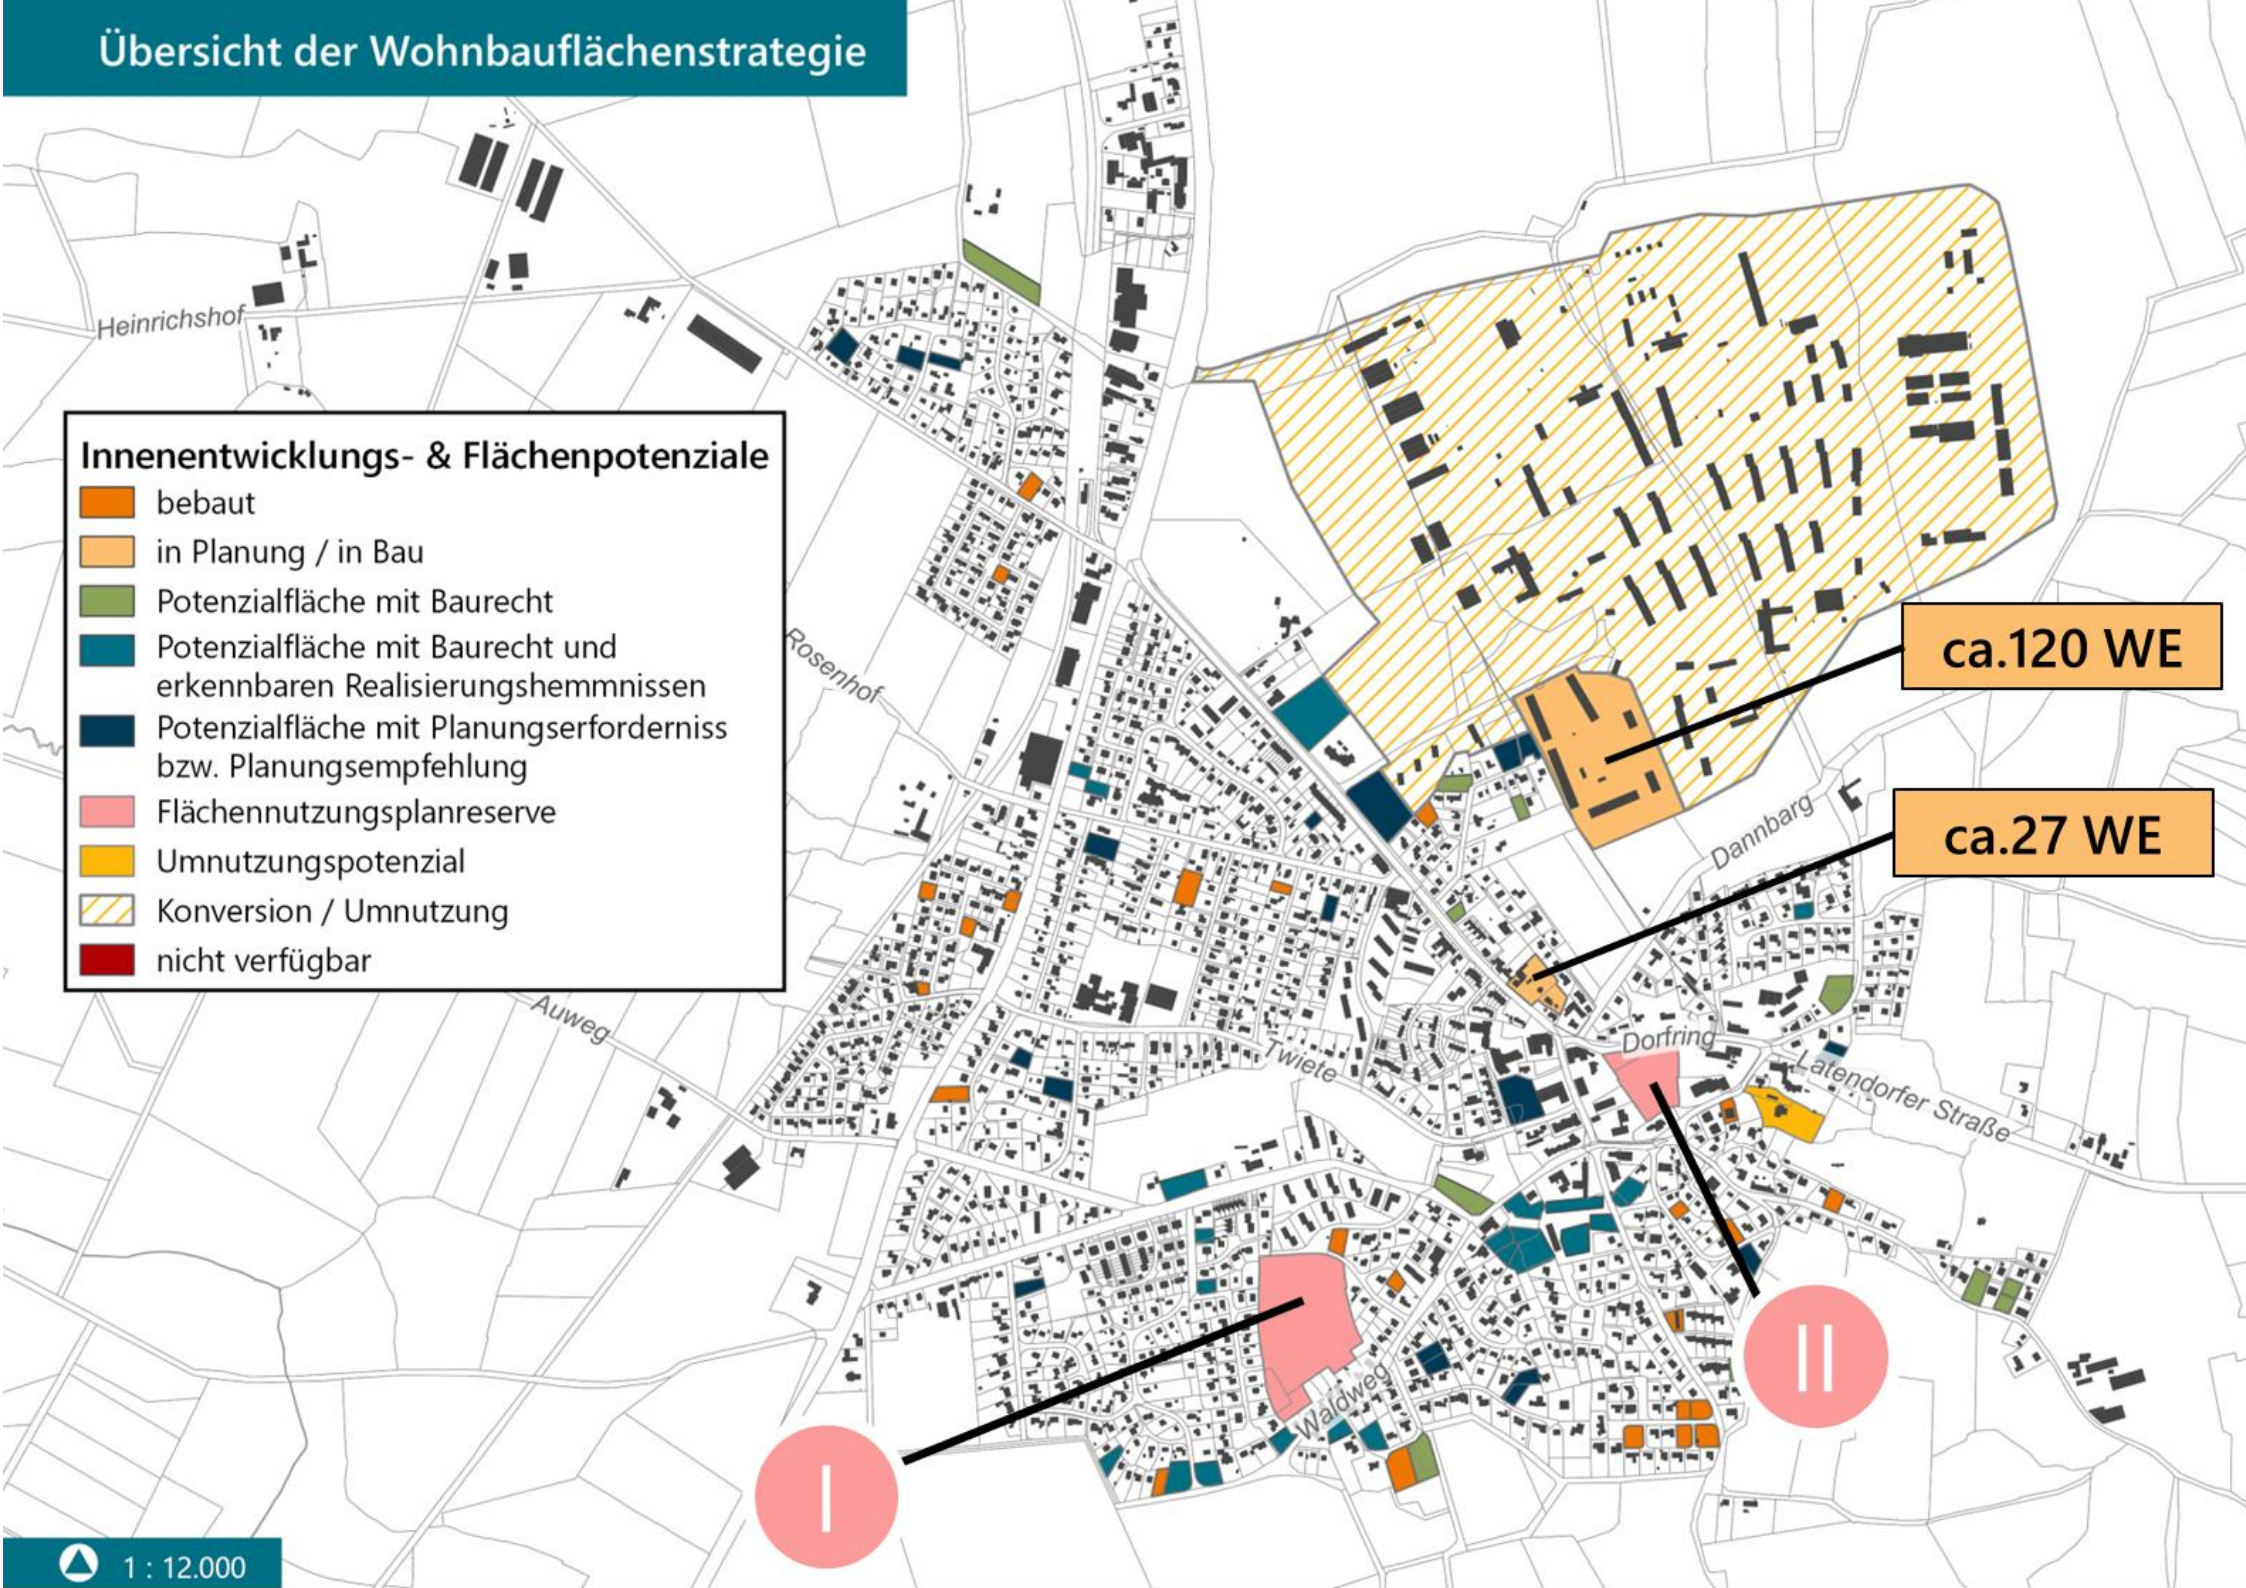 Übersicht der Wohnbauflächenstrategie
Heinrichshof
Innenentwicklungs- & Flächenpotenziale
bebaut
in Planung / in Bau
Potenzialfläche mit Baurecht
Potenzialfläche mit Baurecht und
erkennbaren Realisierungshemmnissen
Potenzialfläche mit Planungserforderniss
bzw. Planungsempfehlung
Flächennutzungsplanreserve
Umnutzungspotenzial
Konversion / Umnutzung
nicht verfügbar
Rosenhof
ca.120 WE
ca.27 WE
Dannbarg
Auweg
Twiete
Dorfring
Latendorfer Straße
Waldweg
I
II
1 : 12.000